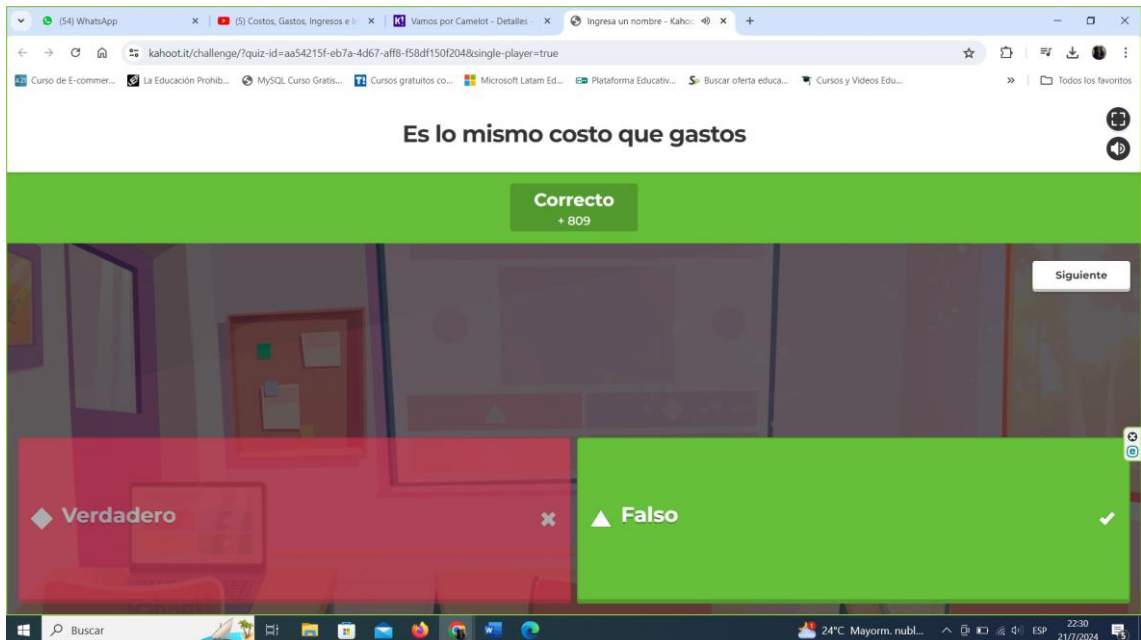 (54) WhatsApp
(5) Costos, Gastos, Ingresos e In
K! Vamos por Camelot - Detalles -
Ingresa un nombre - Kahoo
kahoot.it/challenge/?quiz-id=aa54215f-eb7a-4d67-aff8-f58df150f204&single-player=true
Curso de E-commer...
La Educación Prohib...
MySQL Curso Gratis...
Cursos gratuitos co...
Microsoft Latam Ed...
Plataforma Educativ...
Buscar oferta educa...
Cursos y Videos Edu...
Todos los favoritos
Es lo mismo costo que gastos
Correcto
+ 809
Siguiente
Verdadero
Falso
Buscar
24°C Mayorm. nubl...
ESP
22:30
21/7/2024